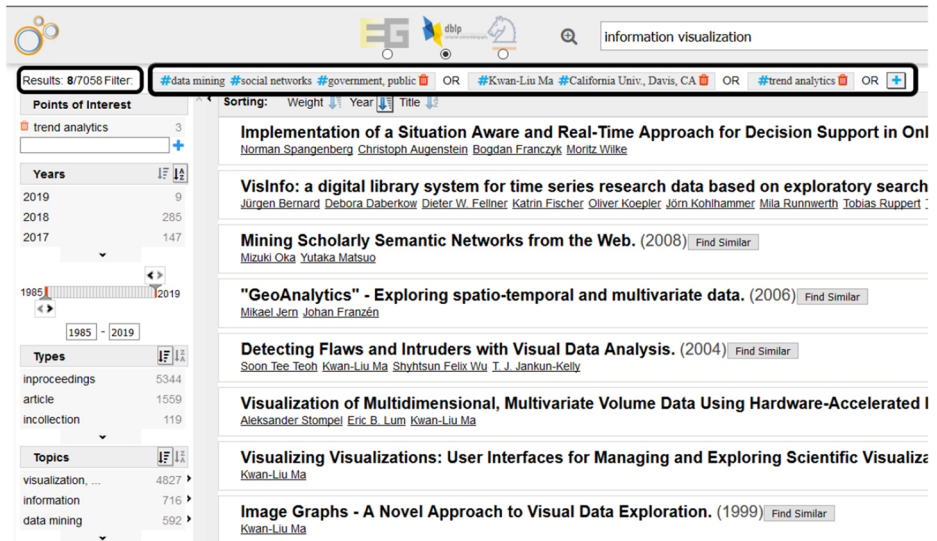 EG dblp
information visualization
Results: 8/7058 Filter: #data mining #social networks #government, public OR #Kwan-Liu Ma #California Univ., Davis, CA OR #trend analytics OR +
Points of Interest
trend analytics 3
+
Years
2019 9
2018 285
2017 147
1985 2019
1985 - 2019
Types
inproceedings 5344
article 1559
incollection 119
Topics
visualization, ... 4827
information 716
data mining 592
Sorting: Weight Year Title
Implementation of a Situation Aware and Real-Time Approach for Decision Support in Onl
Norman Spangenberg Christoph Augenstein Bogdan Franczyk Moritz Wilke
VisInfo: a digital library system for time series research data based on exploratory search
Jürgen Bernard Debora Daberkow Dieter W. Fellner Katrin Fischer Oliver Koepler Jörn Kohlhammer Mila Runnwerth Tobias Ruppert
Mining Scholarly Semantic Networks from the Web. (2008) Find Similar
Mizuki Oka Yutaka Matsuo
"GeoAnalytics" - Exploring spatio-temporal and multivariate data. (2006) Find Similar
Mikael Jern Johan Franzén
Detecting Flaws and Intruders with Visual Data Analysis. (2004) Find Similar
Soon Tee Teoh Kwan-Liu Ma Shyhtsun Felix Wu T. J. Jankun-Kelly
Visualization of Multidimensional, Multivariate Volume Data Using Hardware-Accelerated
Aleksander Stompel Eric B. Lum Kwan-Liu Ma
Visualizing Visualizations: User Interfaces for Managing and Exploring Scientific Visualiza
Kwan-Liu Ma
Image Graphs - A Novel Approach to Visual Data Exploration. (1999) Find Similar
Kwan-Liu Ma